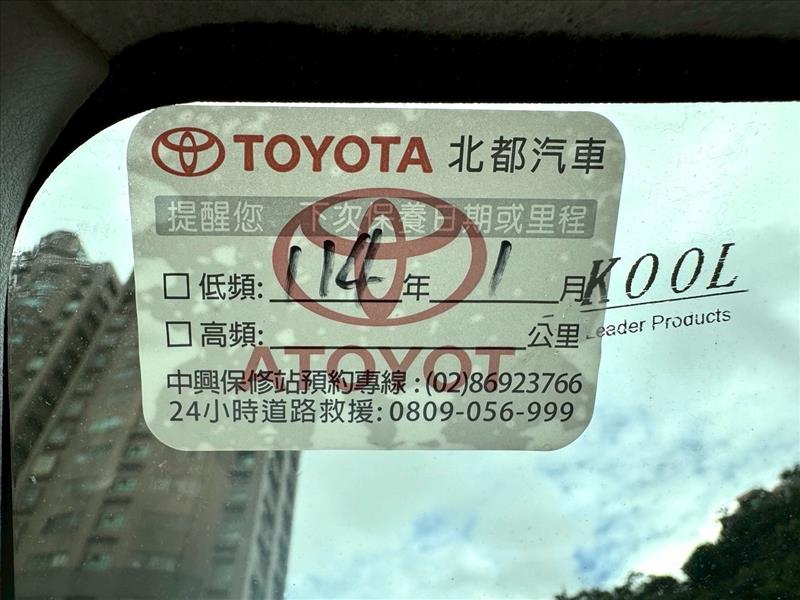 TOYOTA 北都汽車
提醒您 下次保養日期或里程
低頻: 114 年 1 月
KOOL
Leader Products
高頻: 公里
ATOYOT
中興保修站預約專線:(02)86923766
24小時道路救援:0809-056-999